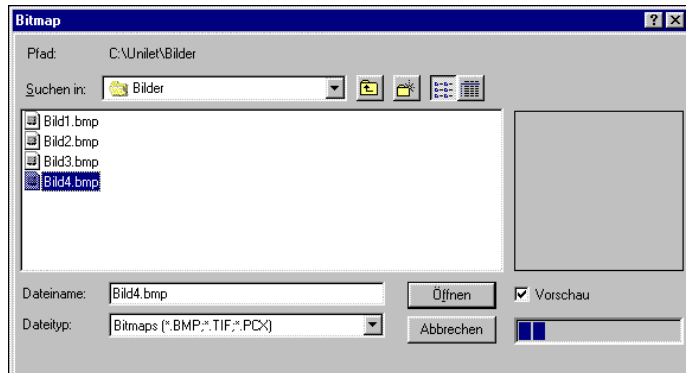 Bitmap
Pfad: C:\Unilet\Bilder
Suchen in: Bilder
Bild1.bmp
Bild2.bmp
Bild3.bmp
Bild4.bmp
Dateiname: Bild4.bmp Öffnen Vorschau
Dateityp: Bitmaps (*.BMP;*.TIF;*.PCX) Abbrechen